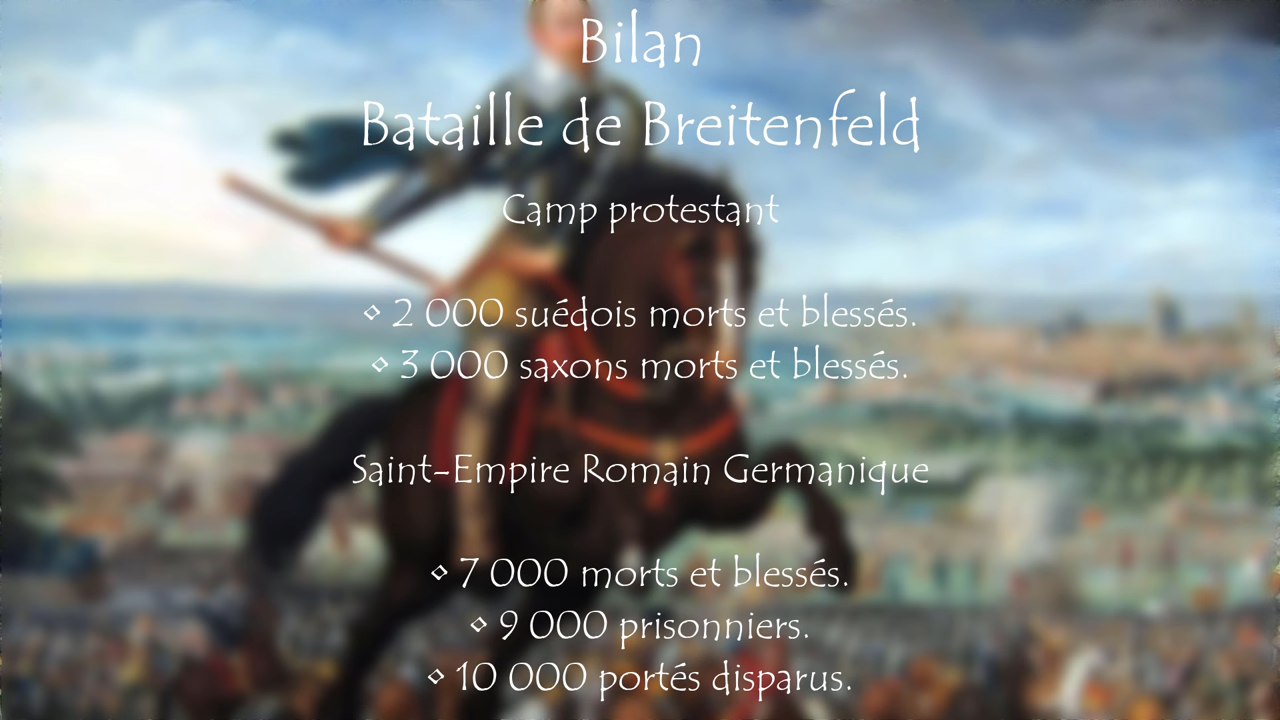 Bilan
Bataille de Breitenfeld
Camp protestant
⋄ 2 000 suédois morts et blessés.
⋄ 3 000 saxons morts et blessés.
Saint-Empire Romain Germanique
⋄ 7 000 morts et blessés.
⋄ 9 000 prisonniers.
⋄ 10 000 portés disparus.